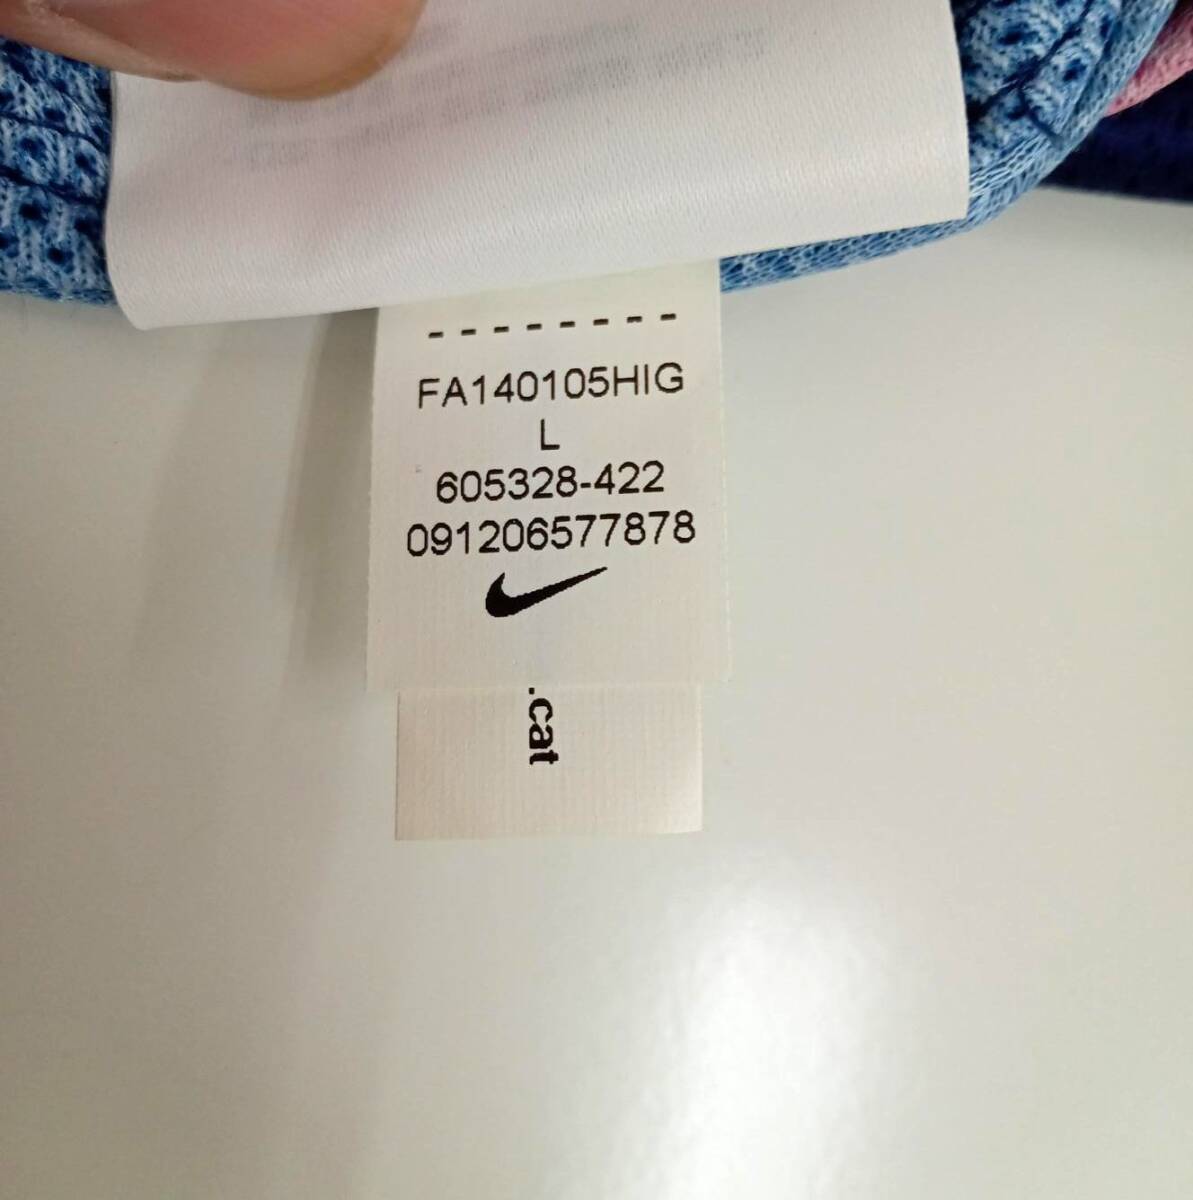 --------
FA140105HIG
L
605328-422
091206577878
.cat